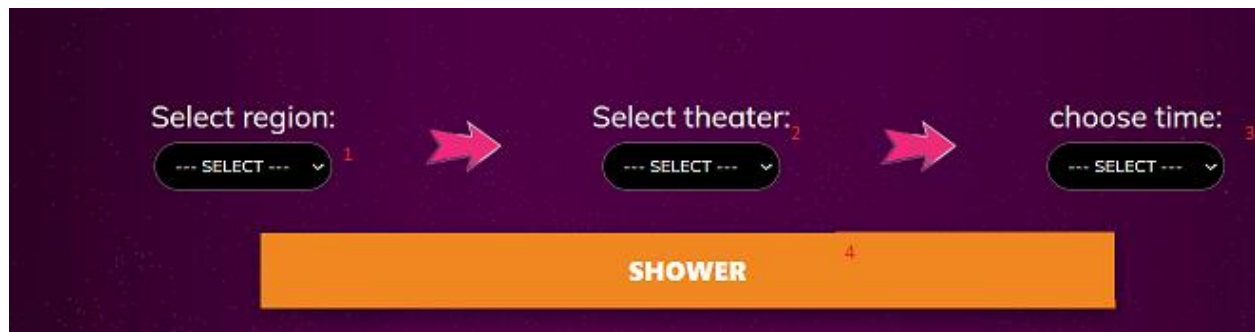 Select region: Select theater: choose time:
--- SELECT --- 1 --- SELECT --- 2 --- SELECT --- 3
SHOWER 4